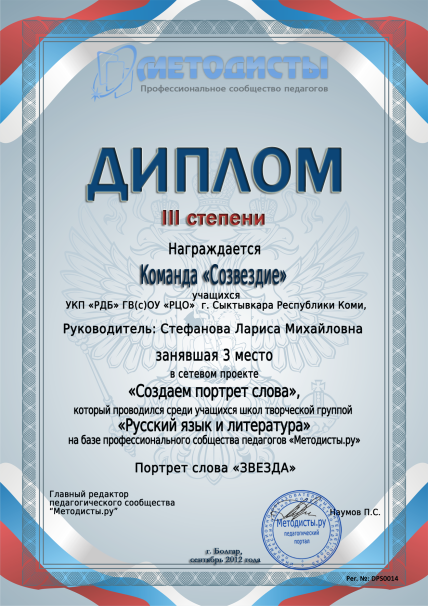 МЕТОДИСТЫ
Профессиональное сообщество педагогов
ДИПЛОМ
III степени
Награждается
Команда «Созвездие»
учащихся
УКП «РДБ» ГВ(с)ОУ «РЦО» г. Сыктывкара Республики Коми,
Руководитель: Стефанова Лариса Михайловна
занявшая 3 место
в сетевом проекте
«Создаем портрет слова»,
который проводился среди учащихся школ творческой группой
«Русский язык и литература»
на базе профессионального собщества педагогов «Методисты.ру»
Портрет слова «ЗВЕЗДА»
Главный редактор
педагогического сообщества
"Методисты.ру"
Наумов П.С.
Методисты.ру
педагогический
портал
г. Болгар,
сентябрь 2012 года
Рег. №: DPS0014